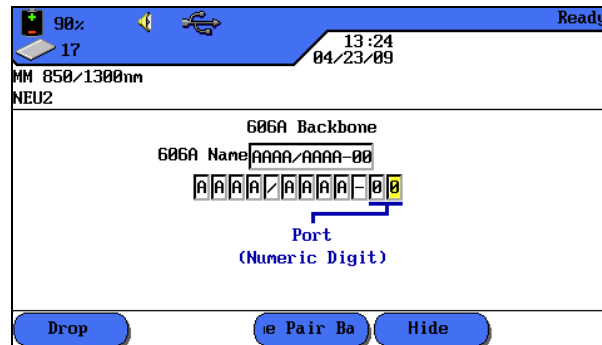 90% Ready
17 13:24
04/23/09
MM 850/1300nm
NEU2
606A Backbone
606A Name AAAA/AAAA-00
AAAA/AAAA-00
Port
(Numeric Digit)
Drop e Pair Ba Hide